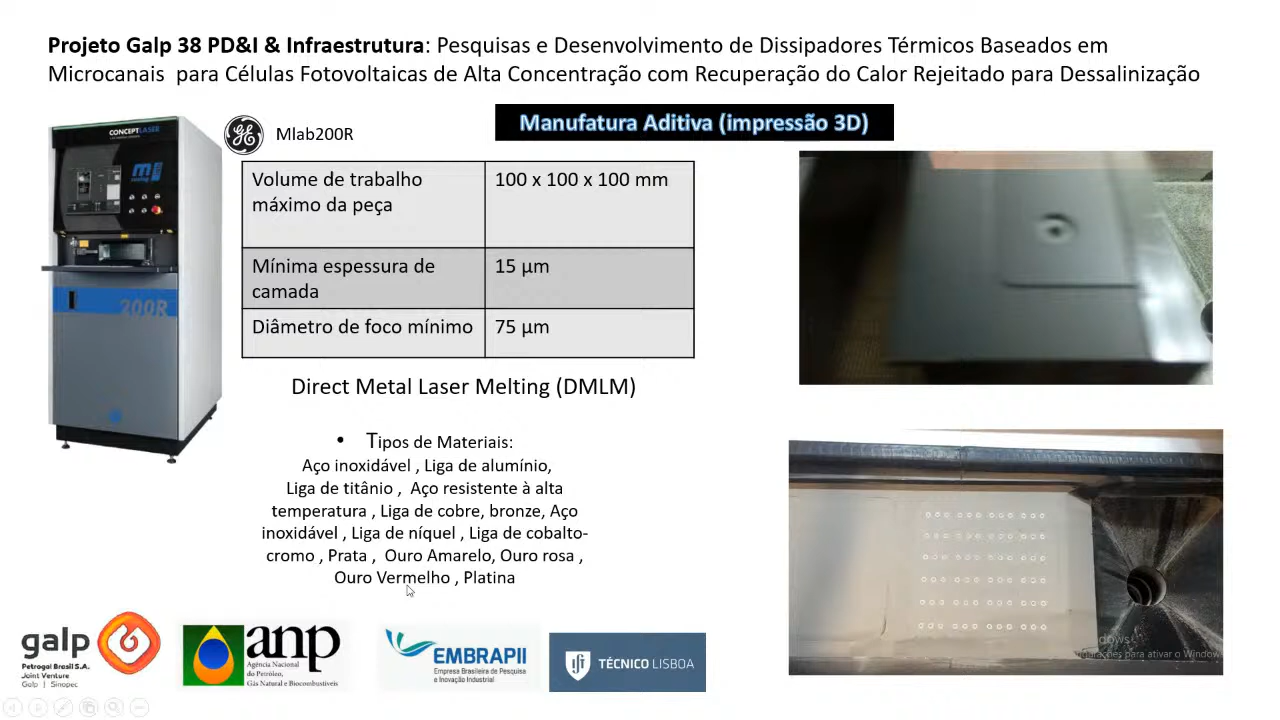 Projeto Galp 38 PD&I & Infraestrutura: Pesquisas e Desenvolvimento de Dissipadores Térmicos Baseados em
Microcanais para Células Fotovoltaicas de Alta Concentração com Recuperação do Calor Rejeitado para Dessalinização
CONCEPTLASER
Mlab200R
Manufatura Aditiva (impressão 3D)
Volume de trabalho
máximo da peça
100 x 100 x 100 mm
Mínima espessura de
camada
15 µm
Diâmetro de foco mínimo
75 µm
200R
Direct Metal Laser Melting (DMLM)
• Tipos de Materiais:
Aço inoxidável , Liga de alumínio,
Liga de titânio , Aço resistente à alta
temperatura , Liga de cobre, bronze, Aço
inoxidável , Liga de níquel , Liga de cobalto-
cromo , Prata , Ouro Amarelo, Ouro rosa ,
Ouro Vermelho , Platina
galp
Petrogal Brasil S.A.
Joint Venture
Galp | Sinopec
anp
Agência Nacional
do Petróleo,
Gás Natural e Biocombustíveis
EMBRAPII
Empresa Brasileira de Pesquisa
e Inovação Industrial
TÉCNICO LISBOA
para ativar o Windows